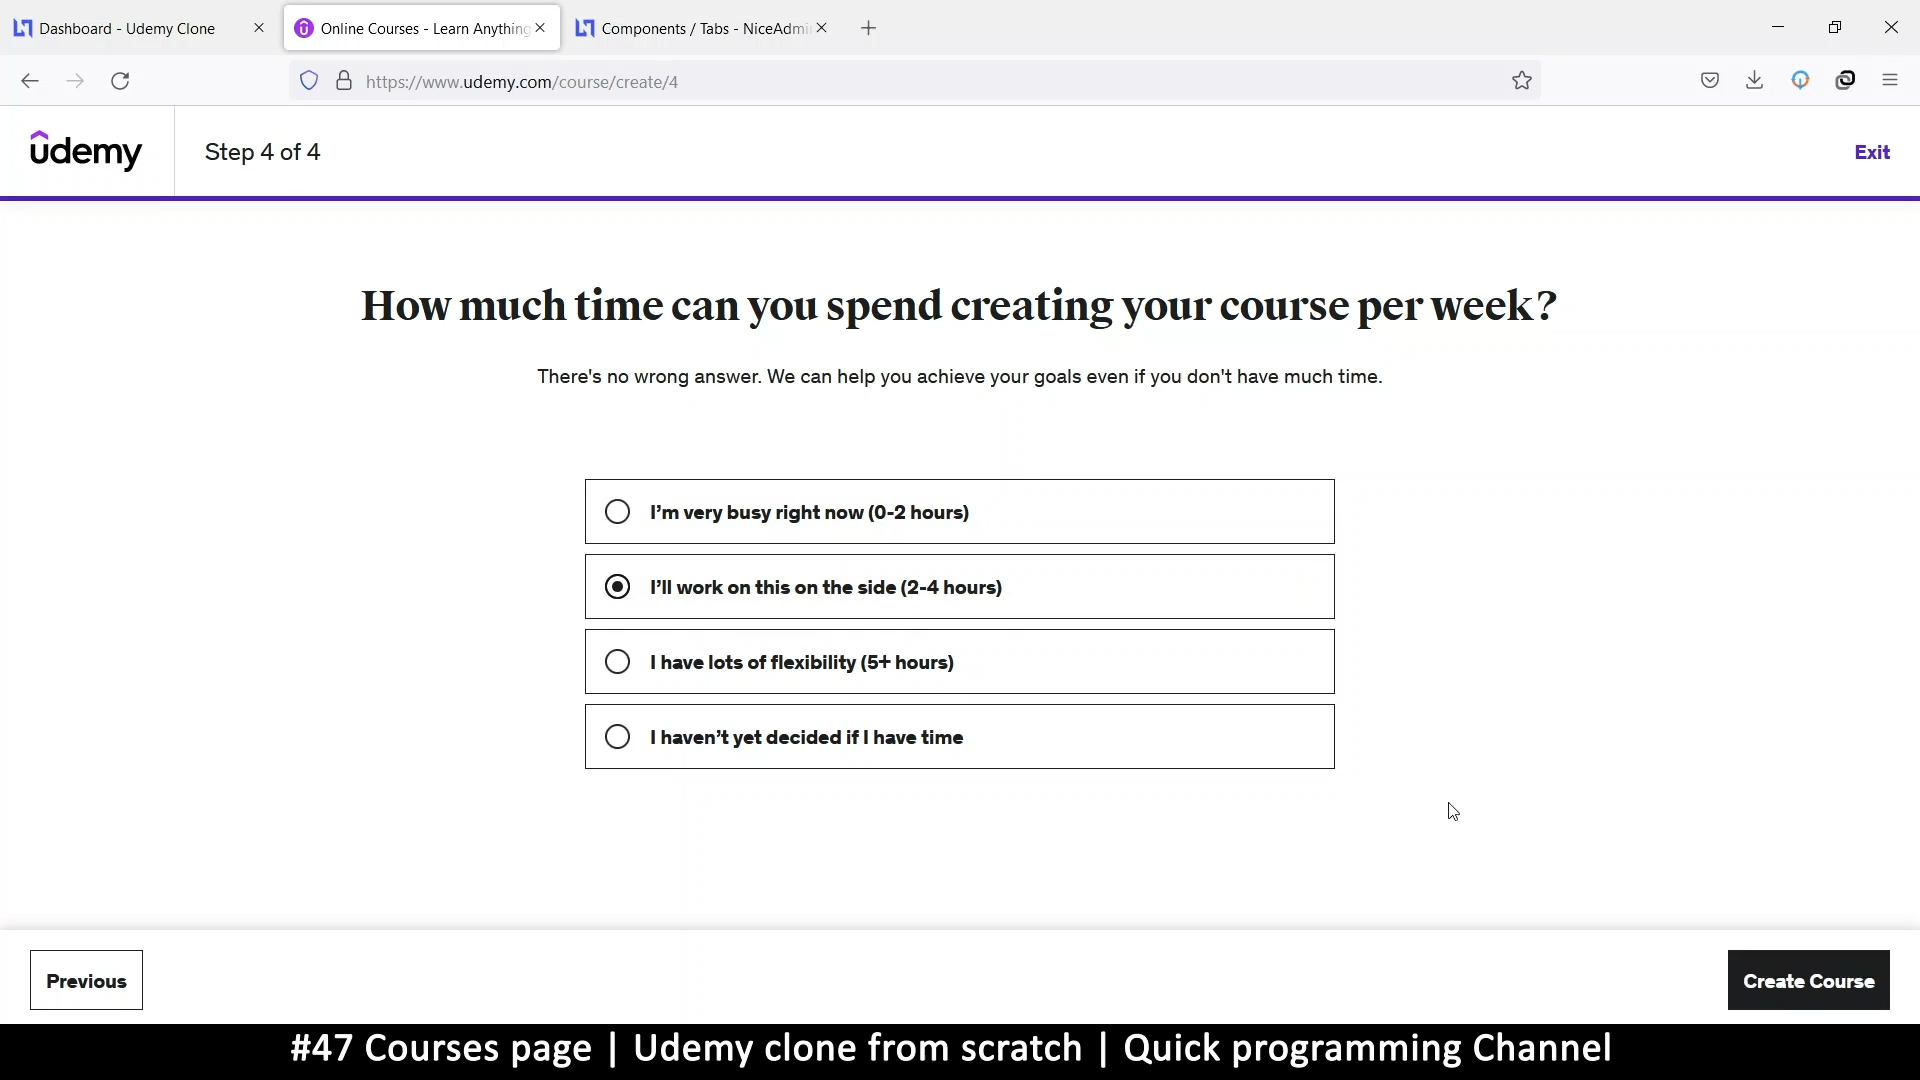 Dashboard - Udemy Clone
Online Courses - Learn Anything
Components / Tabs - NiceAdmi
https://www.udemy.com/course/create/4
udemy
Step 4 of 4
Exit
How much time can you spend creating your course per week?
There's no wrong answer. We can help you achieve your goals even if you don't have much time.
I’m very busy right now (0-2 hours)
I’ll work on this on the side (2-4 hours)
I have lots of flexibility (5+ hours)
I haven’t yet decided if I have time
Previous
Create Course
#47 Courses page | Udemy clone from scratch | Quick programming Channel